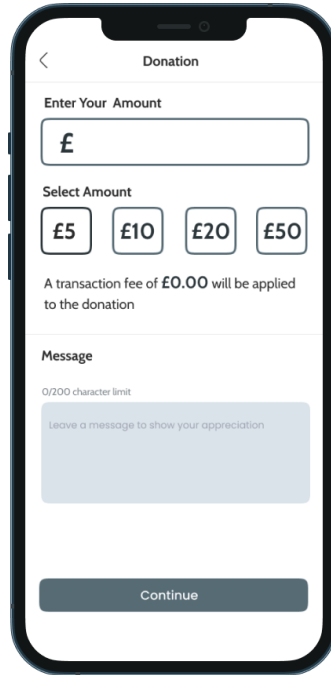 Donation
Enter Your Amount
£
Select Amount
£5 £10 £20 £50
A transaction fee of £0.00 will be applied
to the donation
Message
0/200 character limit
Leave a message to show your appreciation
Continue